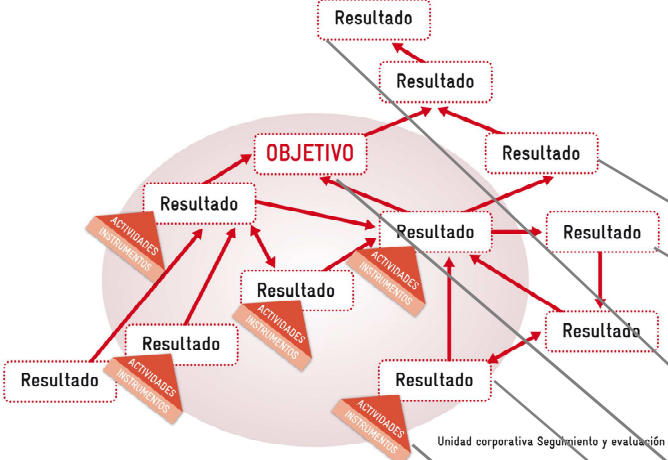 Resultado
Resultado
OBJETIVO
Resultado
Resultado
ACTIVIDADES
INSTRUMENTOS
Resultado
Resultado
ACTIVIDADES
INSTRUMENTOS
Resultado
ACTIVIDADES
INSTRUMENTOS
Resultado
Resultado
ACTIVIDADES
INSTRUMENTOS
Resultado
Resultado
ACTIVIDADES
INSTRUMENTOS
Unidad corporativa Seguimiento y evaluación